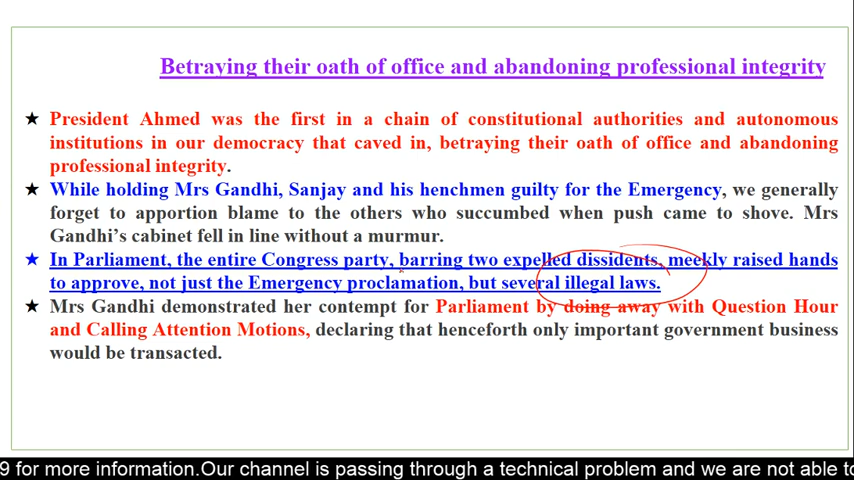 Betraying their oath of office and abandoning professional integrity
★ President Ahmed was the first in a chain of constitutional authorities and autonomous
institutions in our democracy that caved in, betraying their oath of office and abandoning
professional integrity.
★ While holding Mrs Gandhi, Sanjay and his henchmen guilty for the Emergency, we generally
forget to apportion blame to the others who succumbed when push came to shove. Mrs
Gandhi's cabinet fell in line without a murmur.
★ In Parliament, the entire Congress party, barring two expelled dissidents, meekly raised hands
to approve, not just the Emergency proclamation, but several illegal laws.
★ Mrs Gandhi demonstrated her contempt for Parliament by doing away with Question Hour
and Calling Attention Motions, declaring that henceforth only important government business
would be transacted.
9 for more information.Our channel is passing through a technical problem and we are not able to